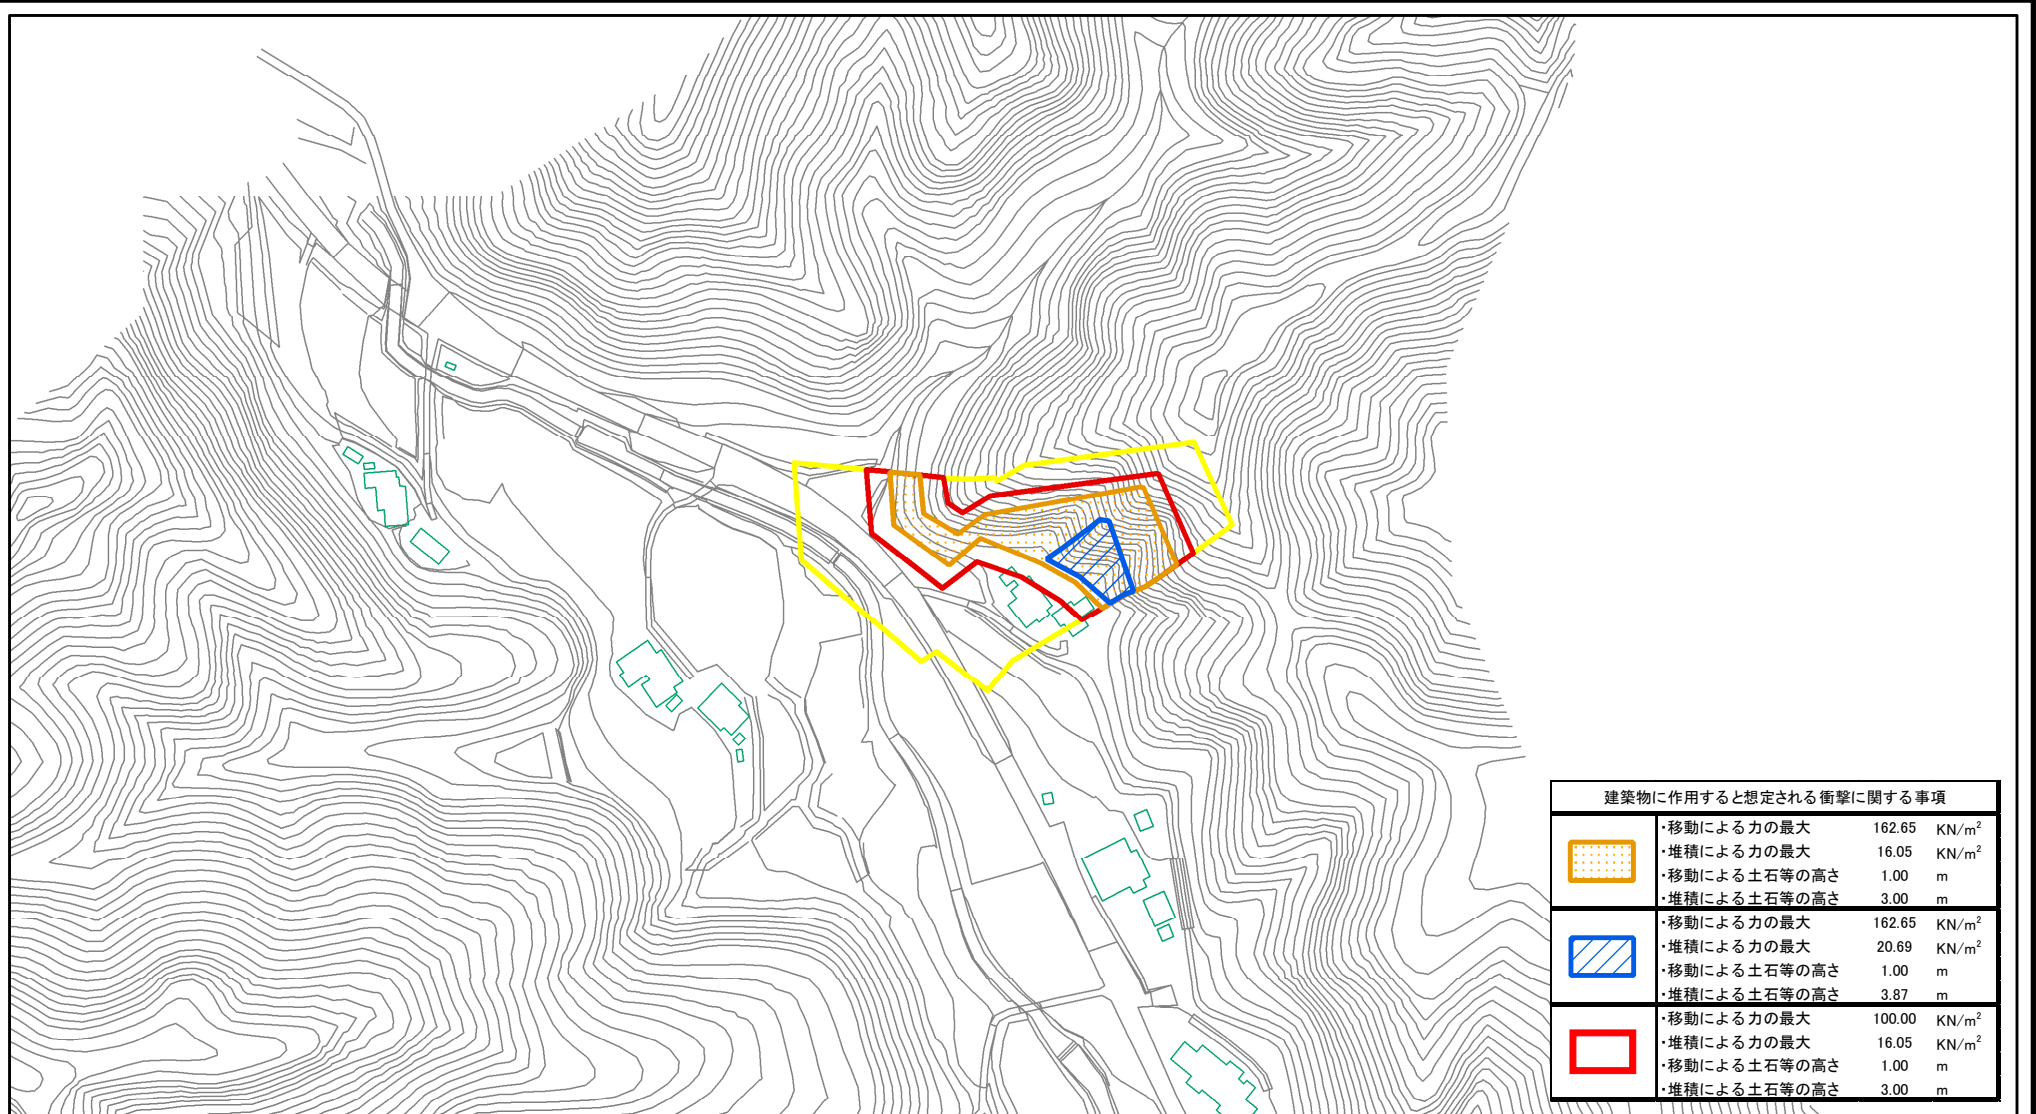 建築物に作用すると想定される衝撃に関する事項
・移動による力の最大 162.65 KN/m²
・堆積による力の最大 16.05 KN/m²
・移動による土石等の高さ 1.00 m
・堆積による土石等の高さ 3.00 m
・移動による力の最大 162.65 KN/m²
・堆積による力の最大 20.69 KN/m²
・移動による土石等の高さ 1.00 m
・堆積による土石等の高さ 3.87 m
・移動による力の最大 100.00 KN/m²
・堆積による力の最大 16.05 KN/m²
・移動による土石等の高さ 1.00 m
・堆積による土石等の高さ 3.00 m